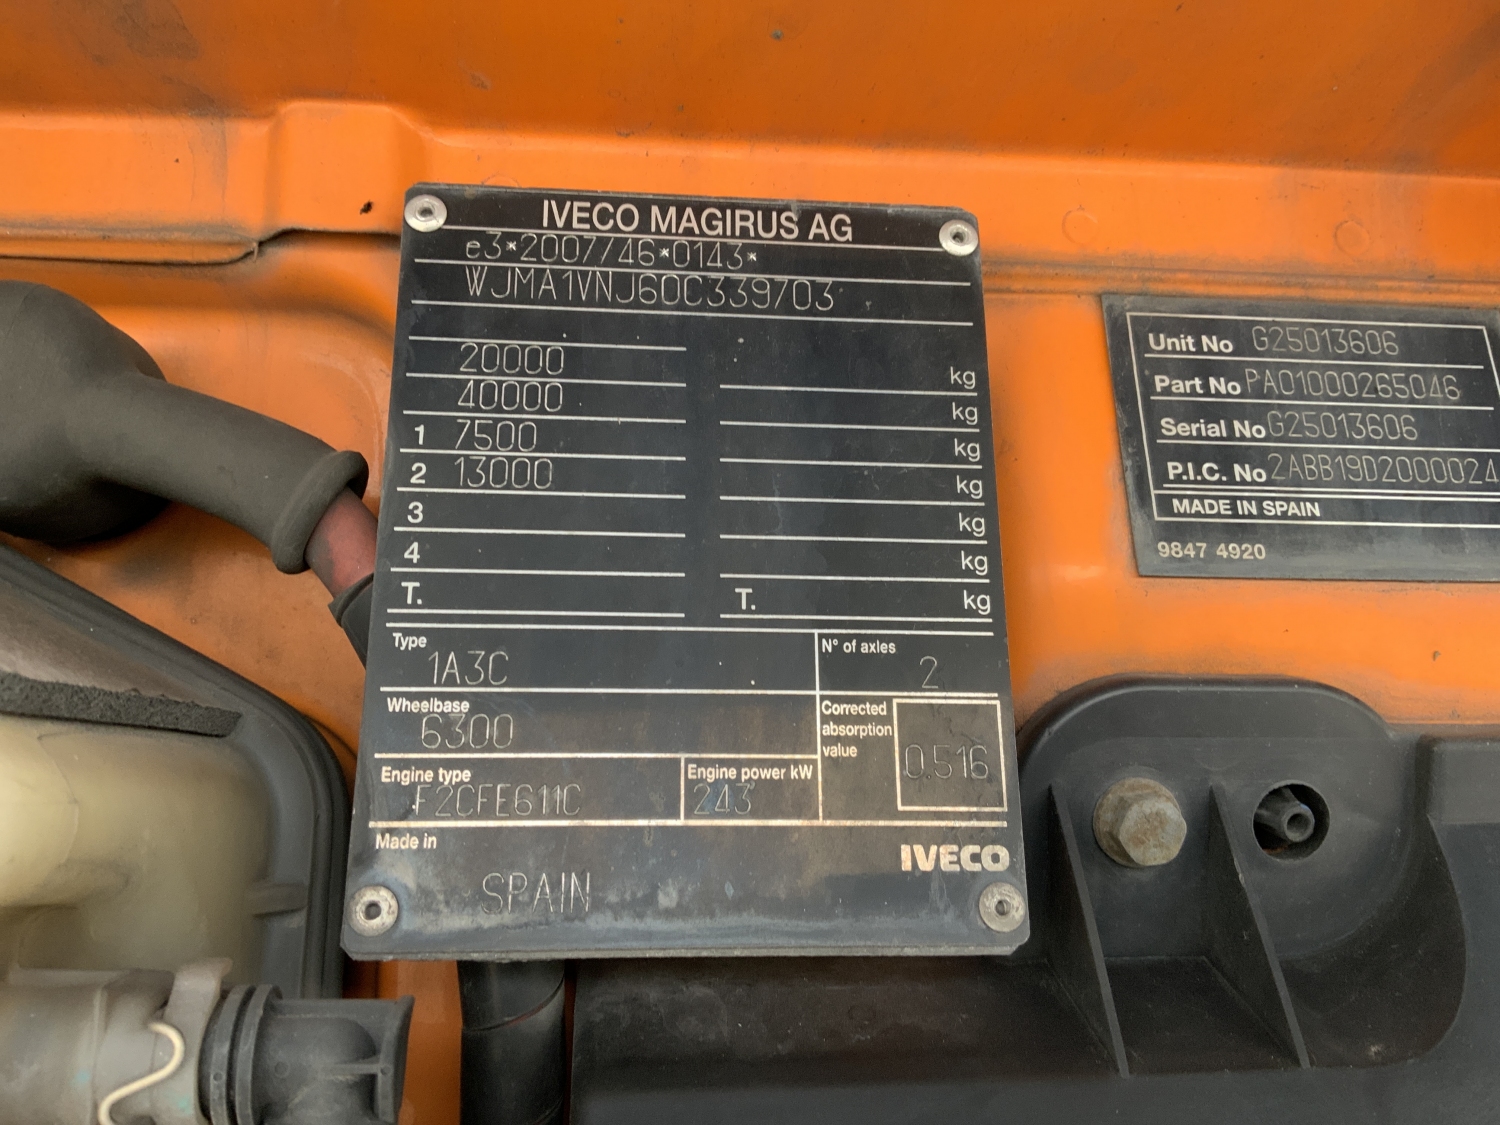 IVECO MAGIRUS AG
e3*2007/46*0143*
WJMA1VNJ60C339703
20000 kg
40000 kg
1 7500 kg
2 13000 kg
3 kg
4 kg
T. T. kg
Type 1A3C
N° of axles 2
Wheelbase 6300
Corrected absorption value 0.516
Engine type F2CFE611C
Engine power kW 243
Made in SPAIN
IVECO
Unit No G25013606
Part No PA01000265046
Serial No G25013606
P.I.C. No 2ABB19D2000024
MADE IN SPAIN
9847 4920